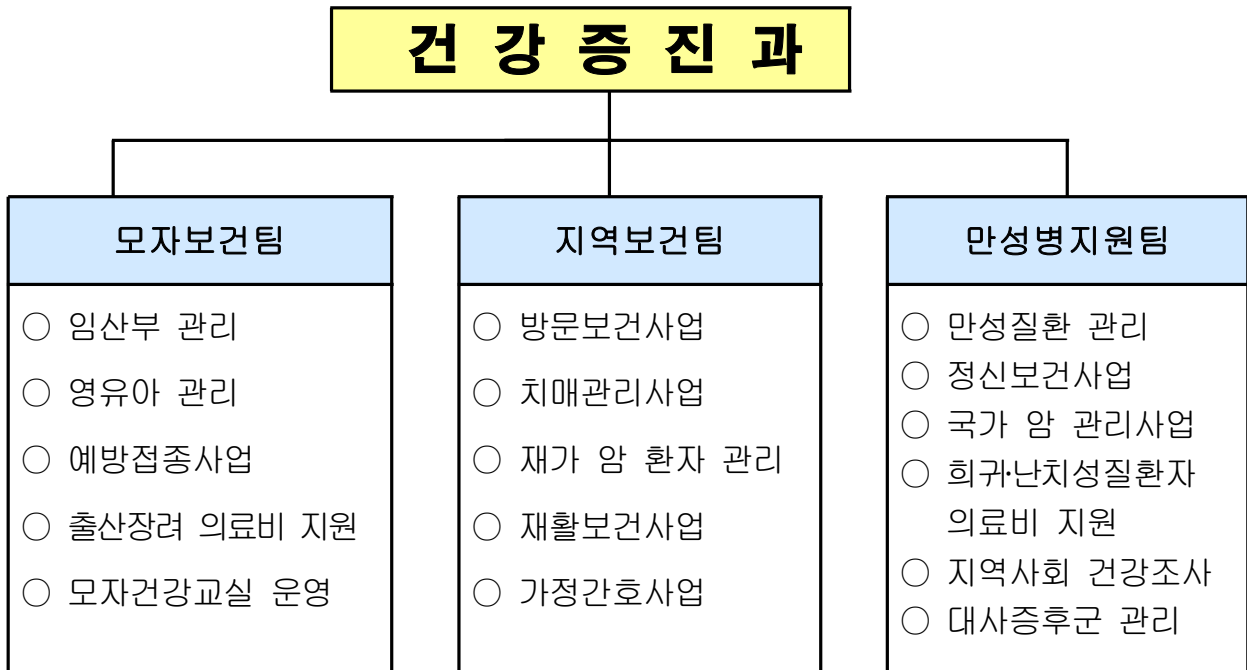 건 강 증 진 과
모자보건팀
○ 임산부 관리
○ 영유아 관리
○ 예방접종사업
○ 출산장려 의료비 지원
○ 모자건강교실 운영
지역보건팀
○ 방문보건사업
○ 치매관리사업
○ 재가 암 환자 관리
○ 재활보건사업
○ 가정간호사업
만성병지원팀
○ 만성질환 관리
○ 정신보건사업
○ 국가 암 관리사업
○ 희귀·난치성질환자
의료비 지원
○ 지역사회 건강조사
○ 대사증후군 관리